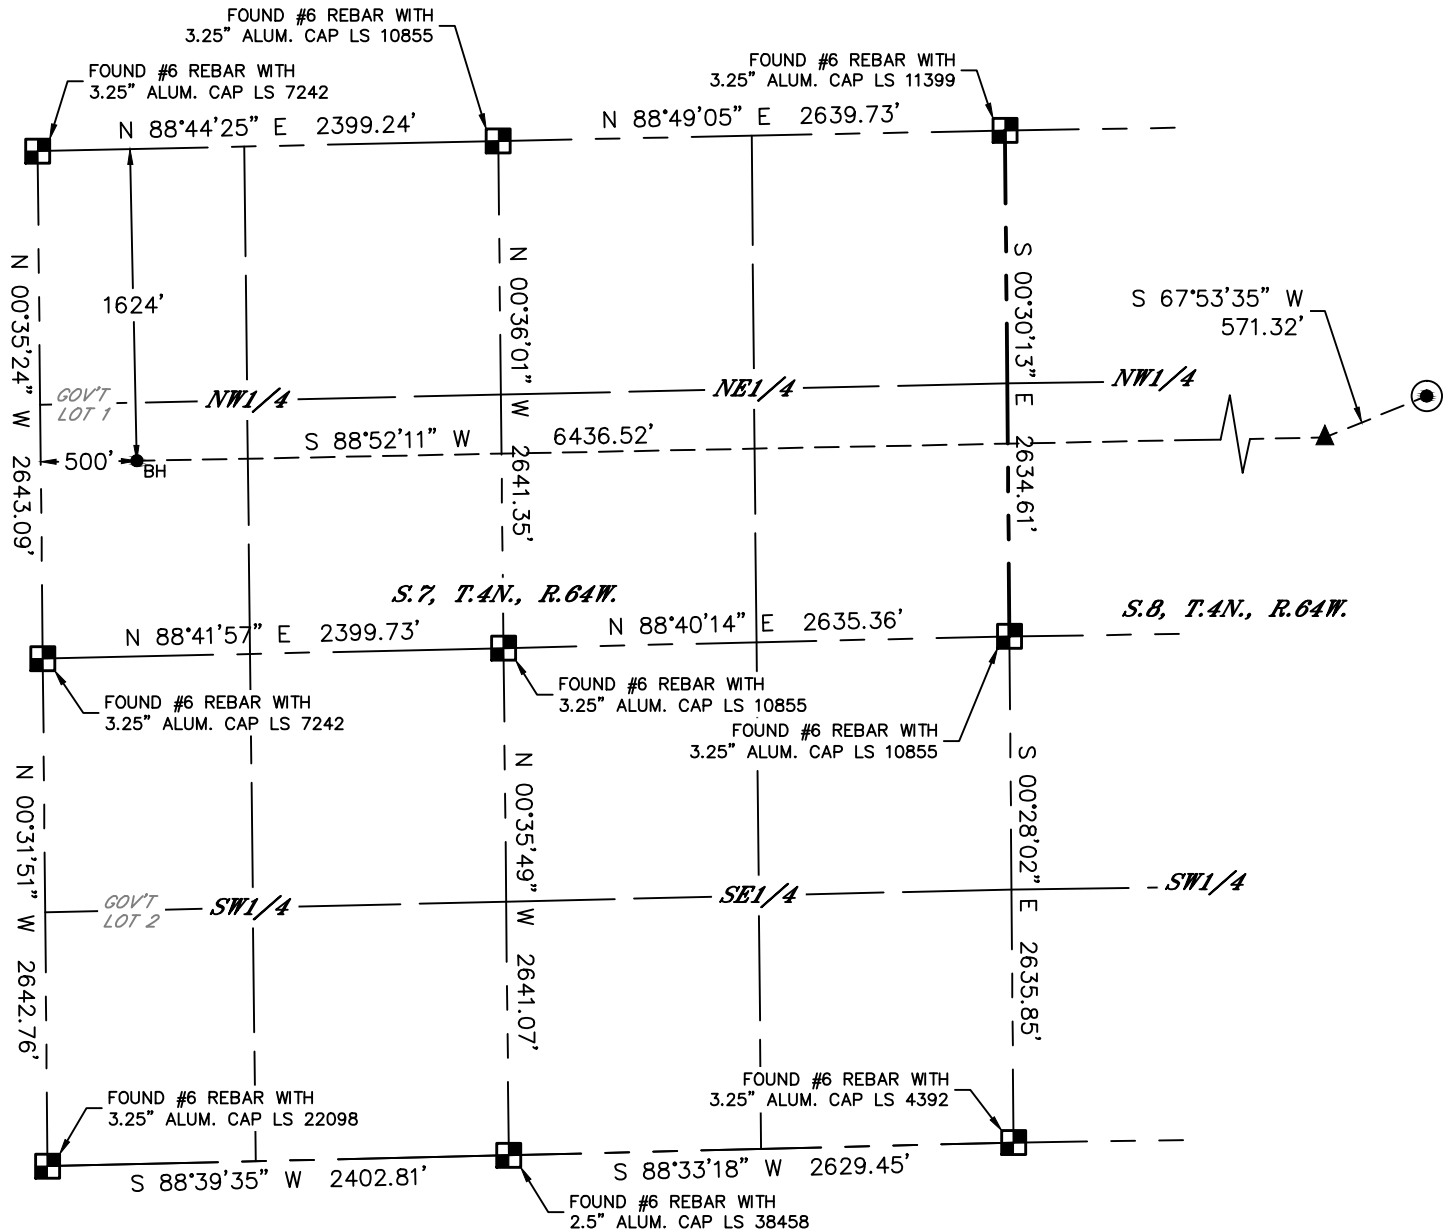 FOUND #6 REBAR WITH
3.25” ALUM. CAP LS 10855
FOUND #6 REBAR WITH
3.25” ALUM. CAP LS 7242
FOUND #6 REBAR WITH
3.25” ALUM. CAP LS 11399
N 88°44'25” E 2399.24'
N 88°49'05” E 2639.73'
N 00°35'24” W 2643.09'
1624'
N 00°36'01” W 2641.35'
S 00°30'13” E 2634.61'
S 67°53'35” W
571.32'
GOV'T
LOT 1
NW1/4
NE1/4
NW1/4
S 88°52'11” W 6436.52'
500'
BH
S.7, T.4N., R.64W.
S.8, T.4N., R.64W.
N 88°41'57” E 2399.73'
N 88°40'14” E 2635.36'
FOUND #6 REBAR WITH
3.25” ALUM. CAP LS 7242
FOUND #6 REBAR WITH
3.25” ALUM. CAP LS 10855
FOUND #6 REBAR WITH
3.25” ALUM. CAP LS 10855
N 00°31'51” W 2642.76'
N 00°35'49” W 2641.07'
S 00°28'02” E 2635.85'
GOV'T
LOT 2
SW1/4
SE1/4
SW1/4
FOUND #6 REBAR WITH
3.25” ALUM. CAP LS 22098
FOUND #6 REBAR WITH
3.25” ALUM. CAP LS 4392
S 88°39'35” W 2402.81'
S 88°33'18” W 2629.45'
FOUND #6 REBAR WITH
2.5” ALUM. CAP LS 38458